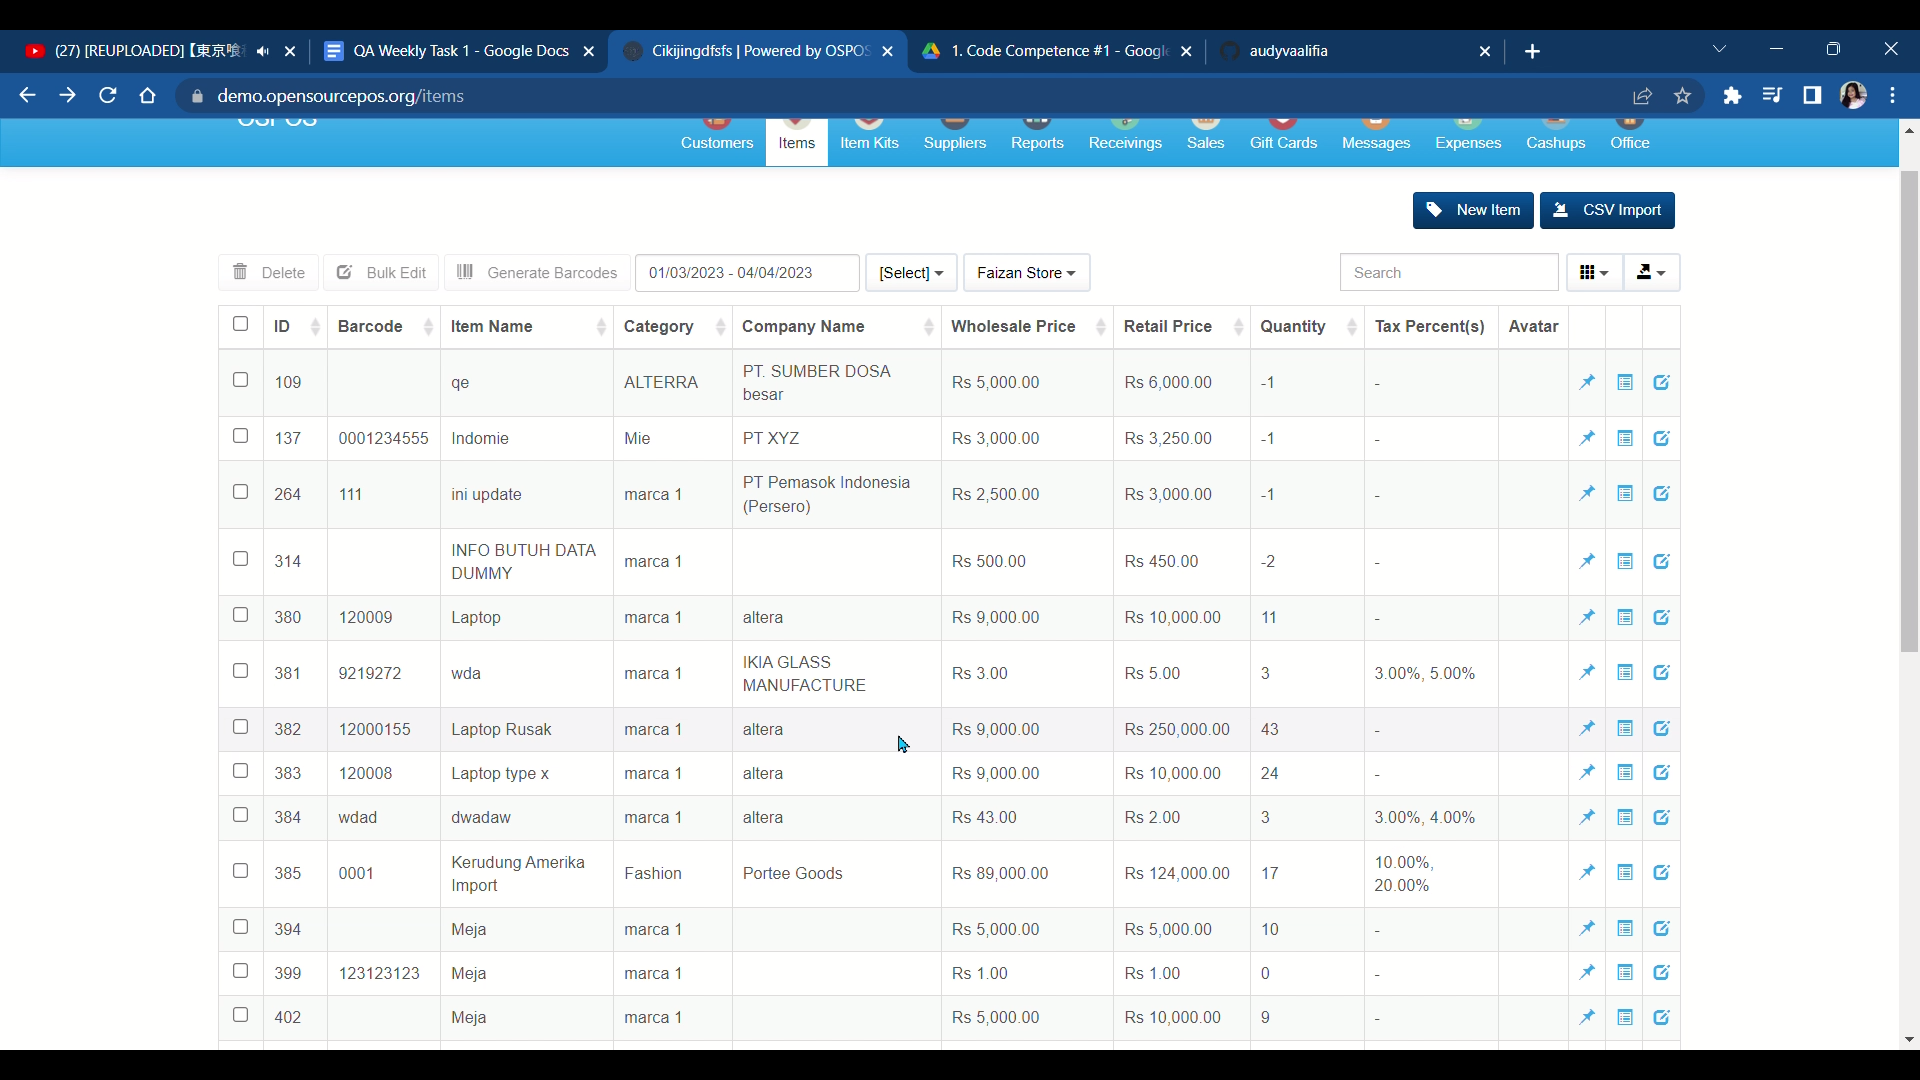 (27) [REUPLOADED]【東京喰 QA Weekly Task 1 - Google Docs Cikijingdfsfs | Powered by OSPOS 1. Code Competence #1 - Google audyvaalifia
demo.opensourcepos.org/items
OSPOS
Customers Items Item Kits Suppliers Reports Receivings Sales Gift Cards Messages Expenses Cashups Office
New Item CSV Import
Delete Bulk Edit Generate Barcodes 01/03/2023 - 04/04/2023 [Select] Faizan Store Search
ID Barcode Item Name Category Company Name Wholesale Price Retail Price Quantity Tax Percent(s) Avatar
109 qe ALTERRA PT. SUMBER DOSA besar Rs 5,000.00 Rs 6,000.00 -1 -
137 0001234555 Indomie Mie PT XYZ Rs 3,000.00 Rs 3,250.00 -1 -
264 111 ini update marca 1 PT Pemasok Indonesia (Persero) Rs 2,500.00 Rs 3,000.00 -1 -
314 INFO BUTUH DATA DUMMY marca 1 Rs 500.00 Rs 450.00 -2 -
380 120009 Laptop marca 1 altera Rs 9,000.00 Rs 10,000.00 11 -
381 9219272 wda marca 1 IKIA GLASS MANUFACTURE Rs 3.00 Rs 5.00 3 3.00%, 5.00%
382 12000155 Laptop Rusak marca 1 altera Rs 9,000.00 Rs 250,000.00 43 -
383 120008 Laptop type x marca 1 altera Rs 9,000.00 Rs 10,000.00 24 -
384 wdad dwadaw marca 1 altera Rs 43.00 Rs 2.00 3 3.00%, 4.00%
385 0001 Kerudung Amerika Import Fashion Portee Goods Rs 89,000.00 Rs 124,000.00 17 10.00%, 20.00%
394 Meja marca 1 Rs 5,000.00 Rs 5,000.00 10 -
399 123123123 Meja marca 1 Rs 1.00 Rs 1.00 0 -
402 Meja marca 1 Rs 5,000.00 Rs 10,000.00 9 -